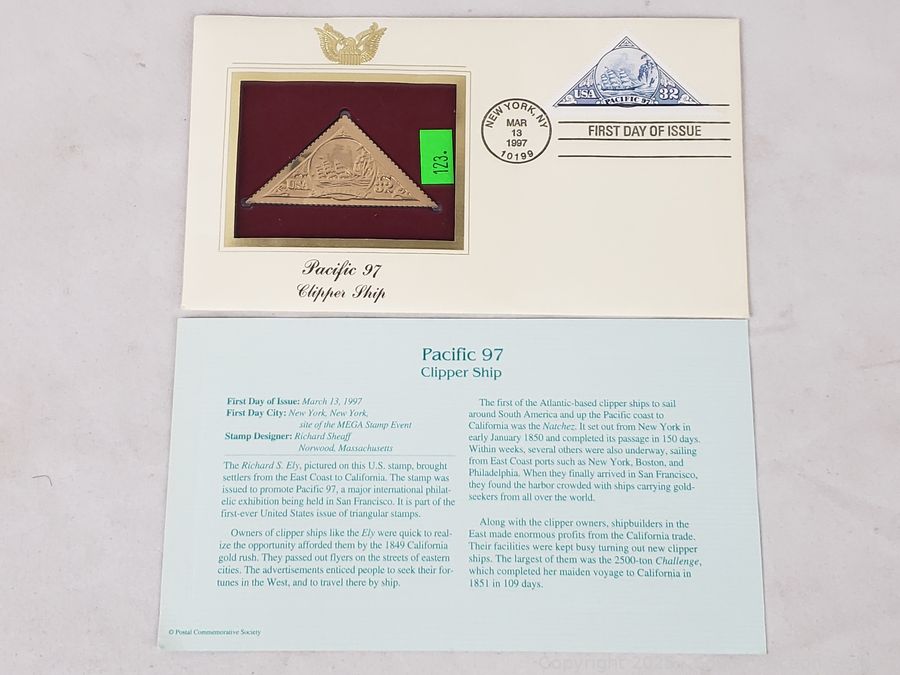 USA
32
PACIFIC 97
NEW YORK, NY
MAR
13
1997
10199
FIRST DAY OF ISSUE
123.
USA
32
Pacific 97
Clipper Ship
Pacific 97
Clipper Ship
First Day of Issue: March 13, 1997
First Day City: New York, New York,
site of the MEGA Stamp Event
Stamp Designer: Richard Sheaff
Norwood, Massachusetts
The Richard S. Ely, pictured on this U.S. stamp, brought
settlers from the East Coast to California. The stamp was
issued to promote Pacific 97, a major international philat-
elic exhibition being held in San Francisco. It is part of the
first-ever United States issue of triangular stamps.
Owners of clipper ships like the Ely were quick to real-
ize the opportunity afforded them by the 1849 California
gold rush. They passed out flyers on the streets of eastern
cities. The advertisements enticed people to seek their for-
tunes in the West, and to travel there by ship.
The first of the Atlantic-based clipper ships to sail
around South America and up the Pacific coast to
California was the Natchez. It set out from New York in
early January 1850 and completed its passage in 150 days.
Within weeks, several others were also underway, sailing
from East Coast ports such as New York, Boston, and
Philadelphia. When they finally arrived in San Francisco,
they found the harbor crowded with ships carrying gold-
seekers from all over the world.
Along with the clipper owners, shipbuilders in the
East made enormous profits from the California trade.
Their facilities were kept busy turning out new clipper
ships. The largest of them was the 2500-ton Challenge,
which completed her maiden voyage to California in
1851 in 109 days.
© Postal Commemorative Society